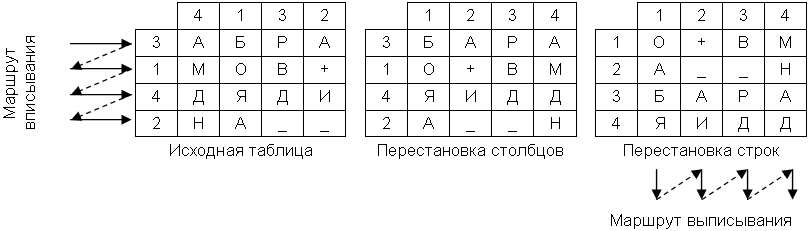 4 1 3 2 1 2 3 4 1 2 3 4
3 А Б Р А 3 Б А Р А 1 О + В М
1 М О В + 1 О + В М 2 А _ _ Н
4 Д Я Д И 4 Я И Д Д 3 Б А Р А
2 Н А _ _ 2 А _ _ Н 4 Я И Д Д
Маршрут
вписывания
Исходная таблица Перестановка столбцов Перестановка строк
Маршрут выписывания